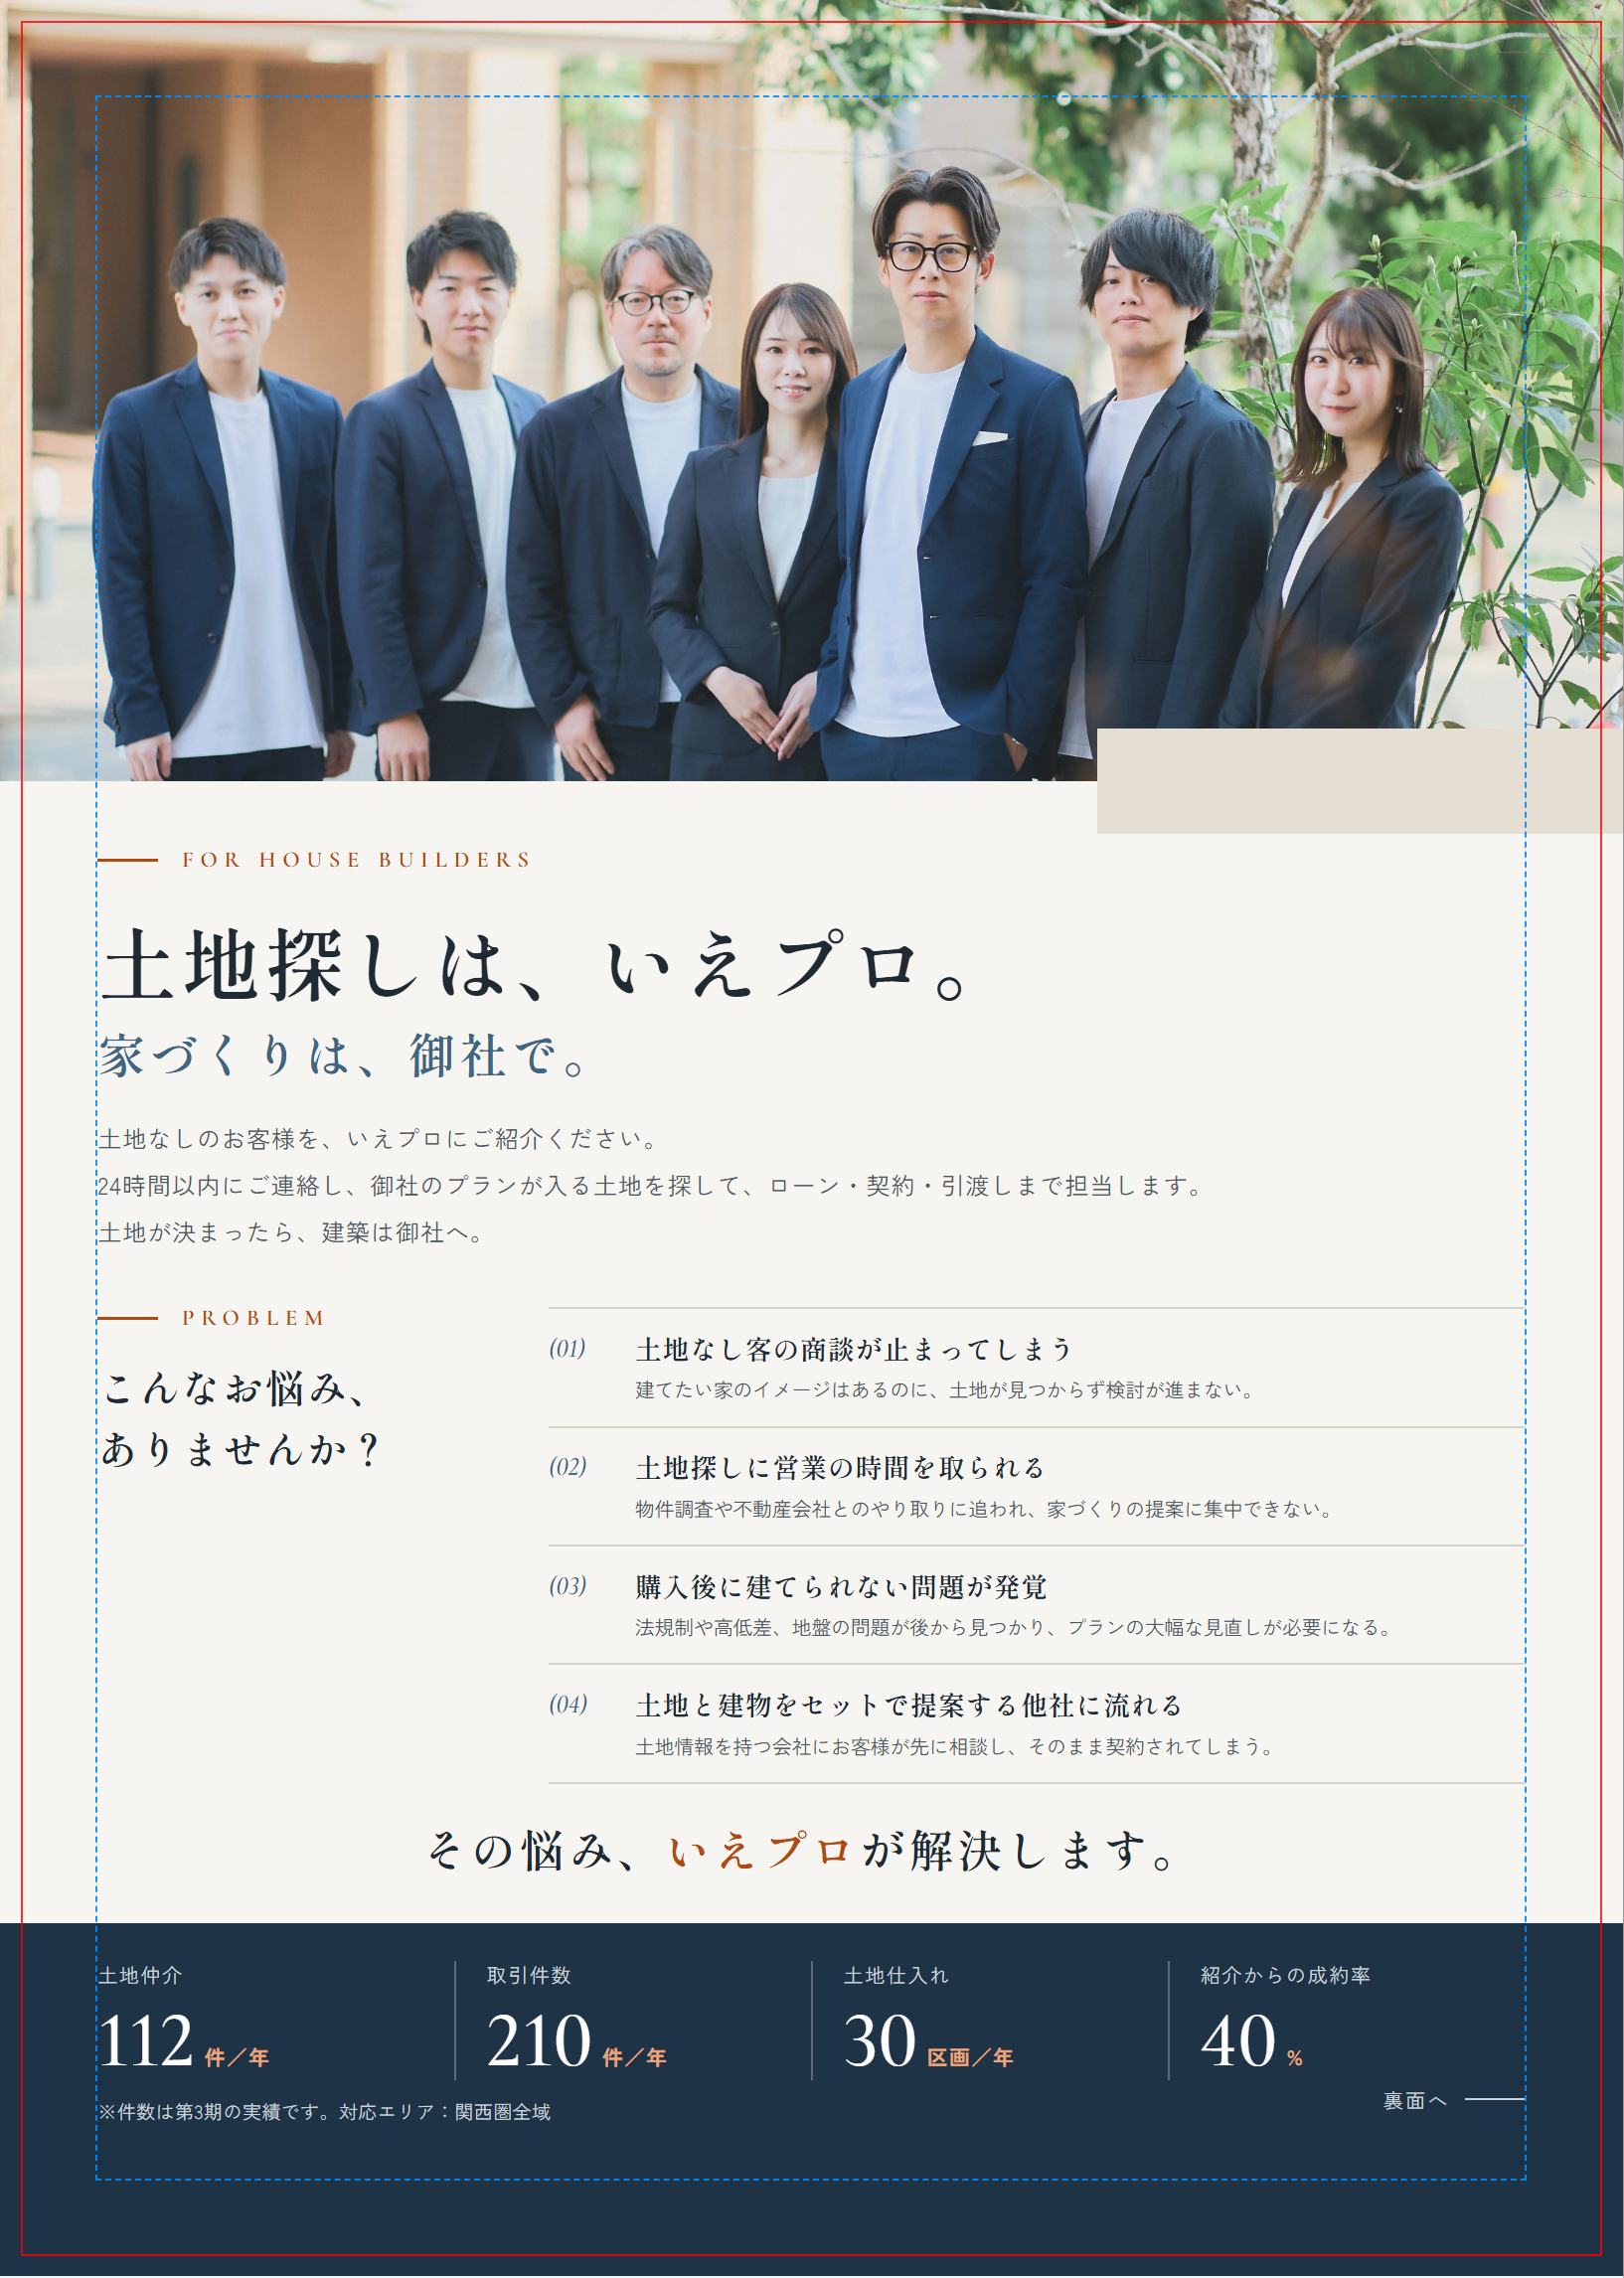 FOR HOUSE BUILDERS
土地探しは、いえプロ。
家づくりは、御社で。
土地なしのお客様を、いえプロにご紹介ください。
24時間以内にご連絡し、御社のプランが入る土地を探して、ローン・契約・引渡しまで担当します。
土地が決まったら、建築は御社へ。
PROBLEM
こんなお悩み、
ありませんか？
(01) 土地なし客の商談が止まってしまう
建てたい家のイメージはあるのに、土地が見つからず検討が進まない。
(02) 土地探しに営業の時間を取られる
物件調査や不動産会社とのやり取りに追われ、家づくりの提案に集中できない。
(03) 購入後に建てられない問題が発覚
法規制や高低差、地盤の問題が後から見つかり、プランの大幅な見直しが必要になる。
(04) 土地と建物をセットで提案する他社に流れる
土地情報を持つ会社にお客様が先に相談し、そのまま契約されてしまう。
その悩み、いえプロが解決します。
土地仲介
112 件／年
取引件数
210 件／年
土地仕入れ
30 区画／年
紹介からの成約率
40 %
※件数は第3期の実績です。対応エリア：関西圏全域
裏面へ